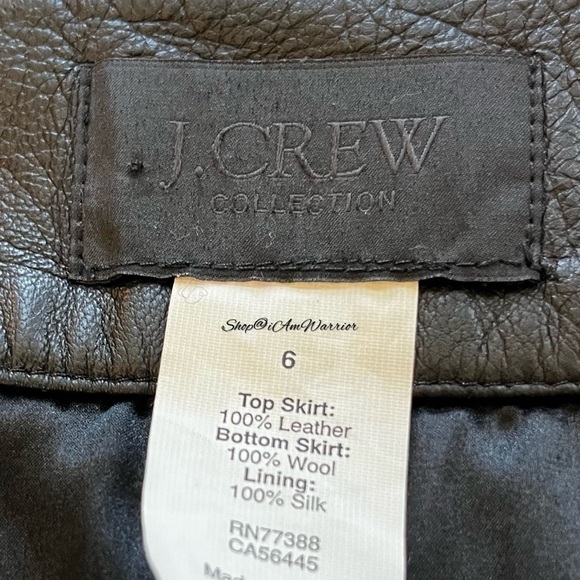 J.CREW
COLLECTION
Shop@iAmWarrior
6
Top Skirt:
100% Leather
Bottom Skirt:
100% Wool
Lining:
100% Silk
RN77388
CA56445